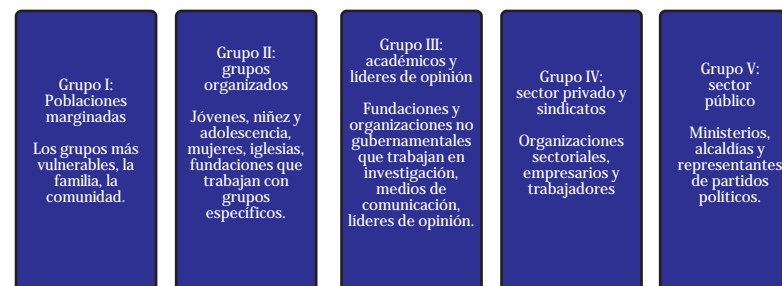 Grupo I:
Poblaciones
marginadas
Los grupos más
vulnerables, la
familia, la
comunidad.
Grupo II:
grupos
organizados
Jóvenes, niñez y
adolescencia,
mujeres, iglesias,
fundaciones que
trabajan con
grupos
específicos.
Grupo III:
académicos y
líderes de opinión
Fundaciones y
organizaciones no
gubernamentales
que trabajan en
investigación,
medios de
comunicación,
líderes de opinión.
Grupo IV:
sector privado y
sindicatos
Organizaciones
sectoriales,
empresarios y
trabajadores
Grupo V:
sector
público
Ministerios,
alcaldías y
representantes
de partidos
políticos.